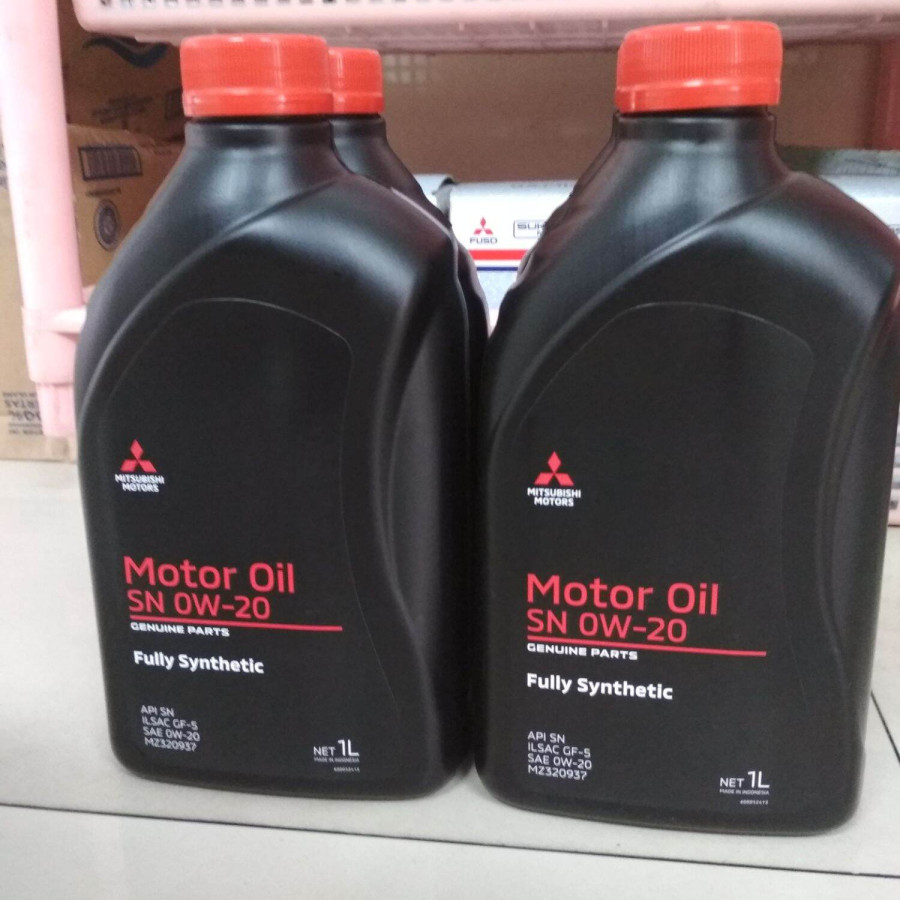 MITSUBISHI
MOTORS
Motor Oil
SN 0W-20
GENUINE PARTS
Fully Synthetic
API SN
ILSAC GF-5
SAE 0W-20
MZ320937
NET 1L
MADE IN INDONESIA
MITSUBISHI
MOTORS
Motor Oil
SN 0W-20
GENUINE PARTS
Fully Synthetic
API SN
ILSAC GF-5
SAE 0W-20
MZ320937
NET 1L
MADE IN INDONESIA
FUSO